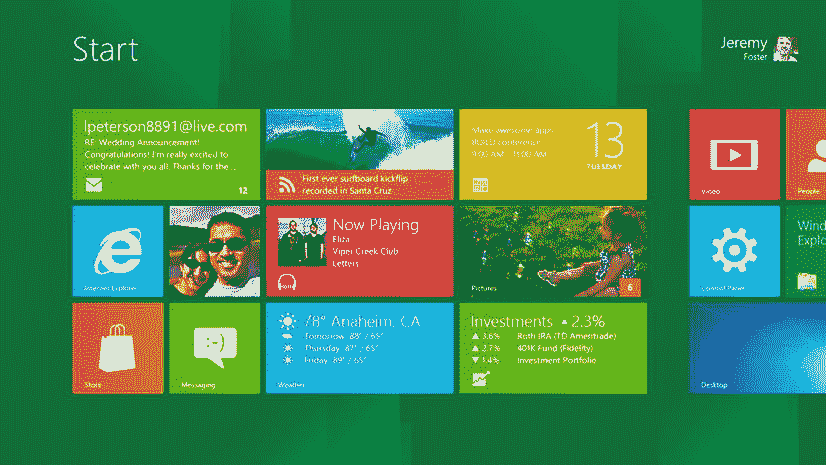 Start
Jeremy
Foster
lpeterson8891@live.com
RE: Wedding Announcement!
Congratulations! I'm really excited to
celebrate with you all. Thanks for the...
12
First ever surfboard kickflip
recorded in Santa Cruz
Make awesome apps
BUILD conference
9:00 AM - 11:00 AM
13
TUESDAY
Video
People
Internet Explorer
Now Playing
Eliza
Viper Creek Club
Letters
Pictures
6
Control Panel
Wind
Explo
Store
Messaging
78° Anaheim, CA
Tomorrow 88° / 65°
Thursday 87° / 65°
Friday 89° / 65°
Weather
Investments ▲ 2.3%
▲ 3.6% Roth IRA (TD Ameritrade)
▲ 2.7% 401K Fund (Fidelity)
▼ 1.4% Investment Portfolio
Desktop